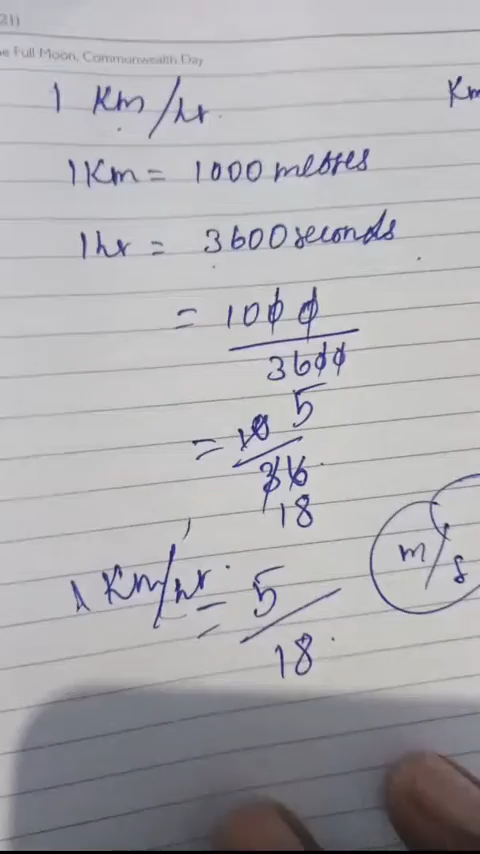 21)
e Full Moon, Commonwealth Day
1 Km/hr. Km
1Km = 1000 metres
1hr = 3600 seconds
= 1000
3600
= 10 5
36
18
1 Km/hr. = 5
18.
m/s